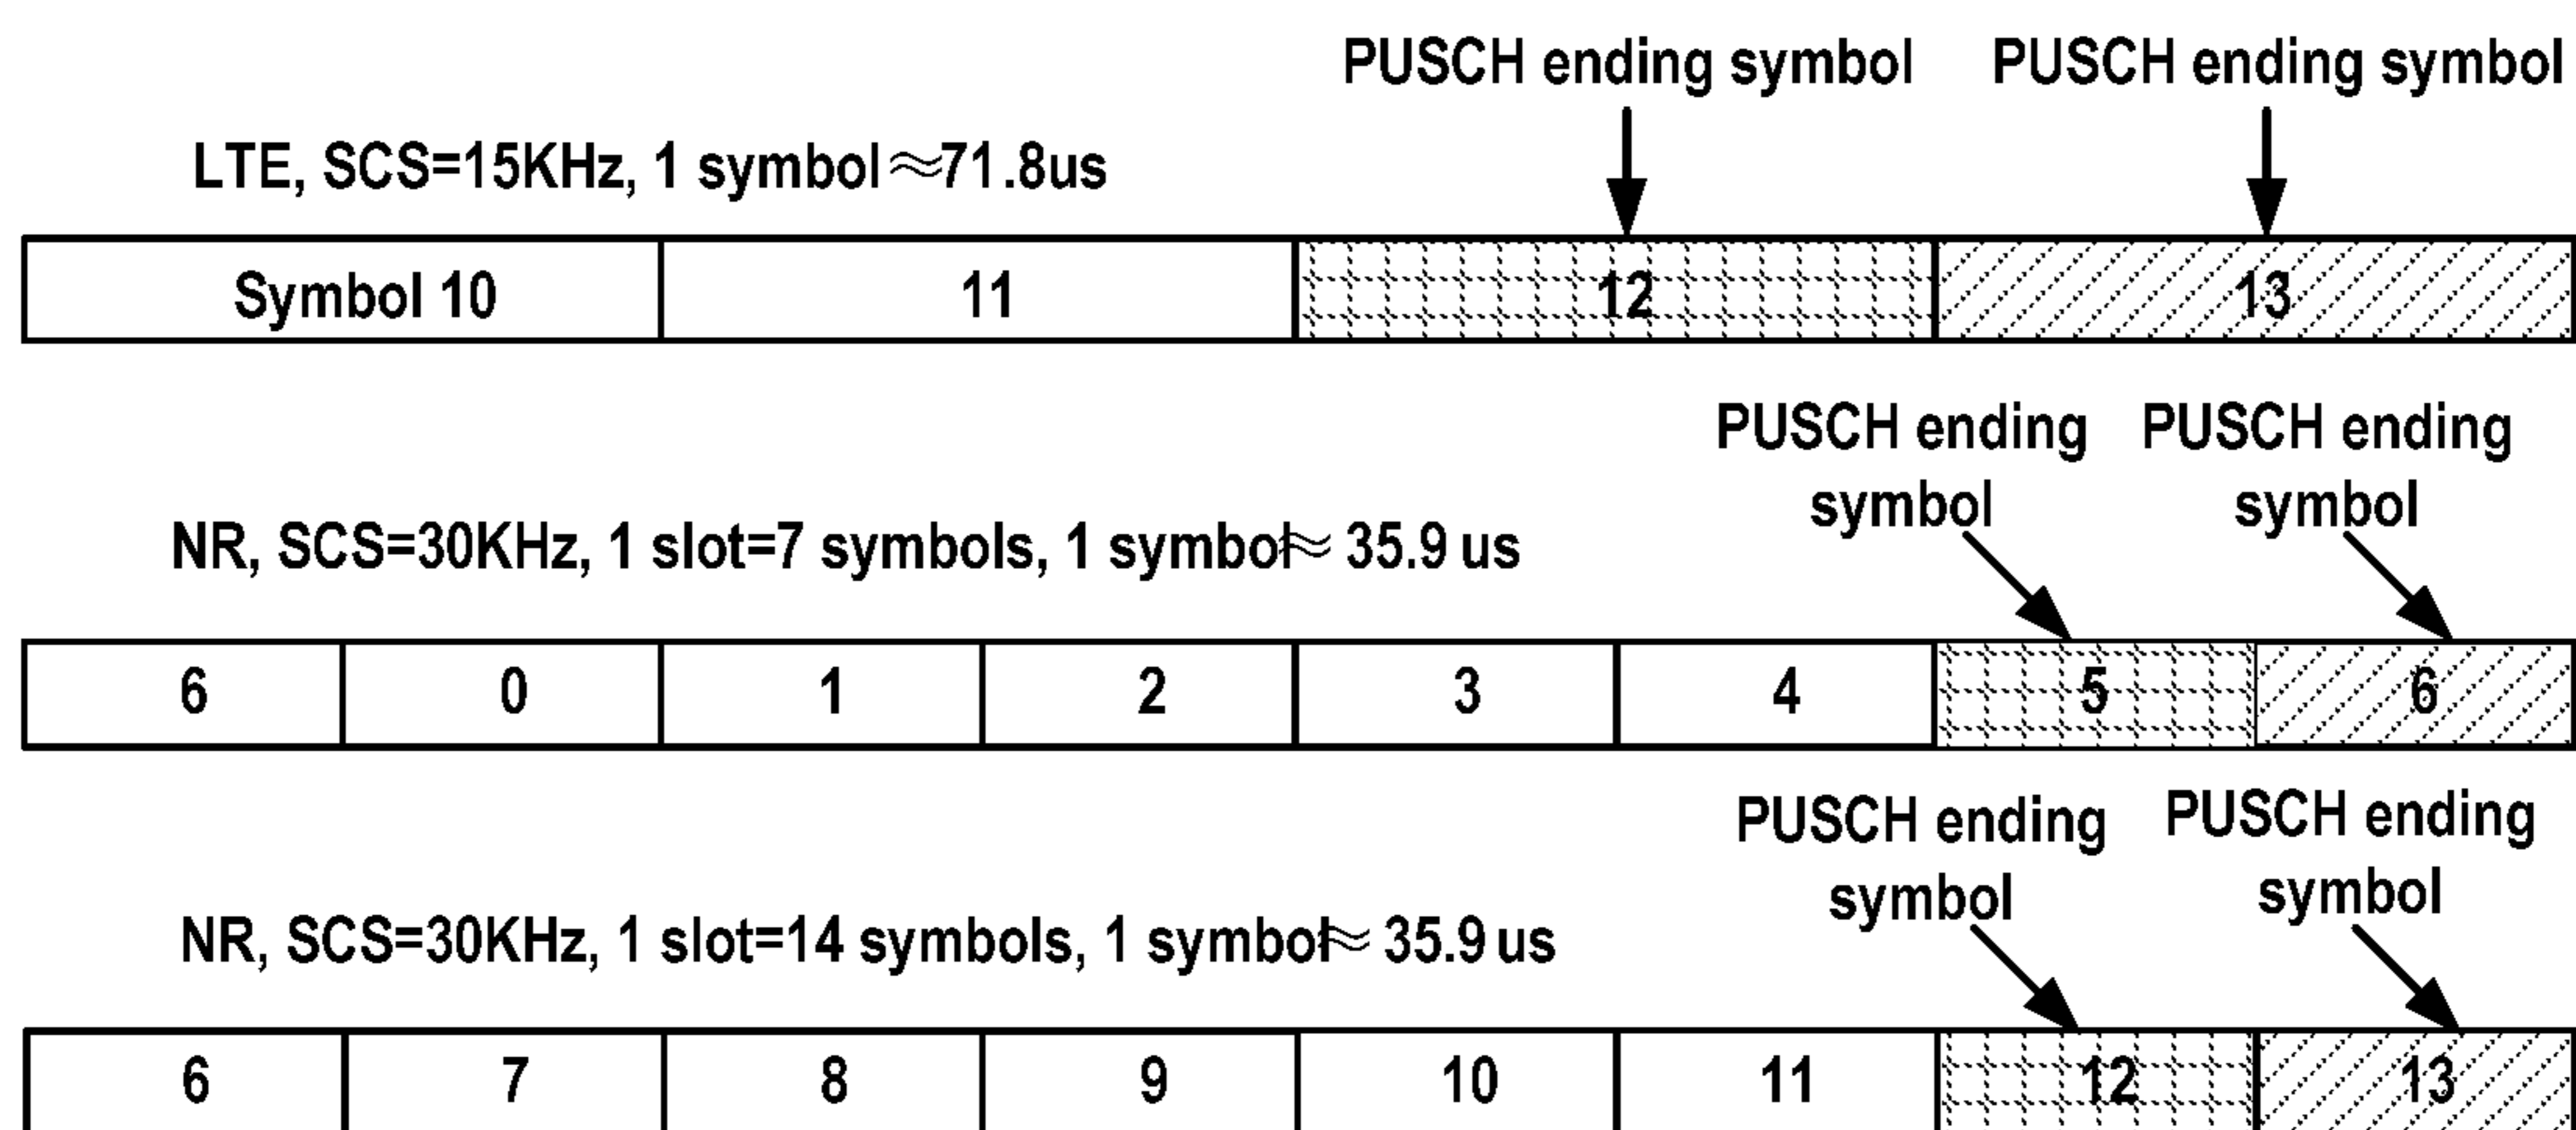 PUSCH ending symbol PUSCH ending symbol
LTE, SCS=15KHz, 1 symbol ≈71.8us
Symbol 10 11 12 13
PUSCH ending symbol PUSCH ending symbol
NR, SCS=30KHz, 1 slot=7 symbols, 1 symbol≈ 35.9 us
6 0 1 2 3 4 5 6
PUSCH ending symbol PUSCH ending symbol
NR, SCS=30KHz, 1 slot=14 symbols, 1 symbol≈ 35.9 us
6 7 8 9 10 11 12 13